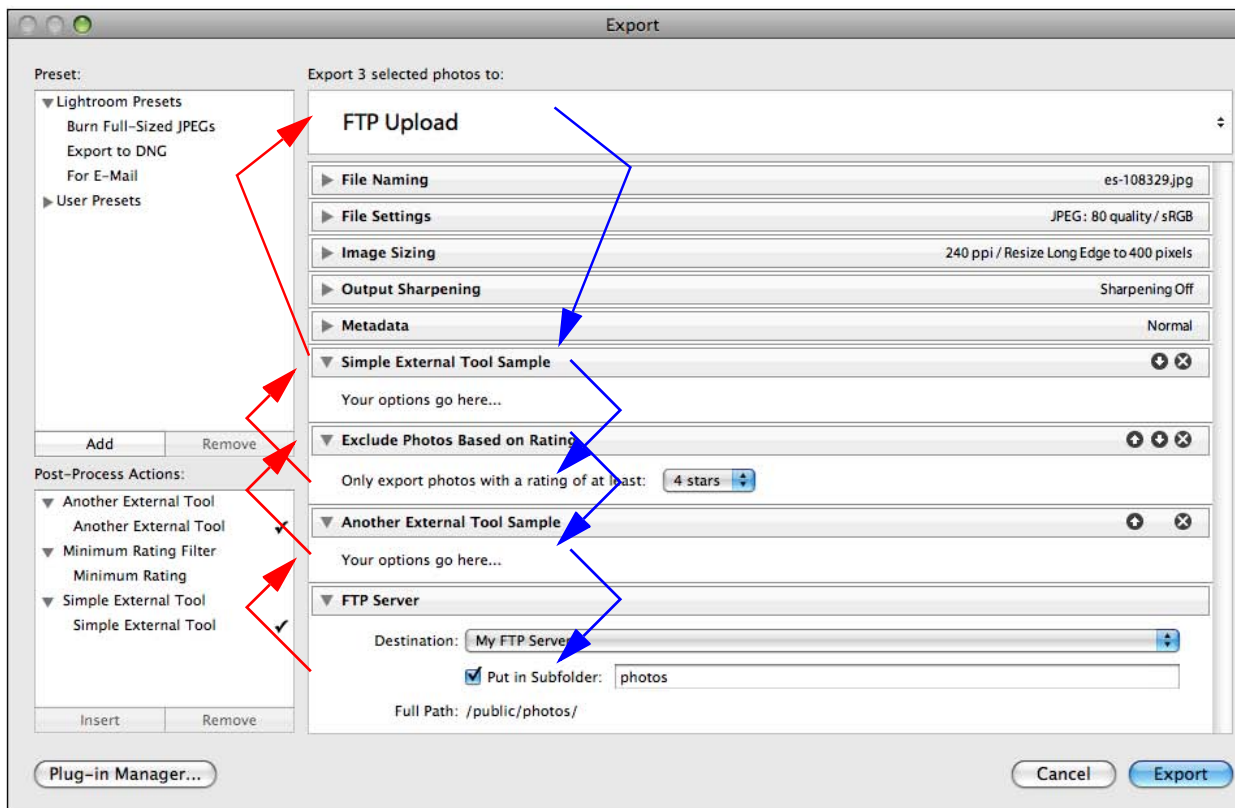 Export
Preset:
Lightroom Presets
Burn Full-Sized JPEGs
Export to DNG
For E-Mail
User Presets
Add
Remove
Post-Process Actions:
Another External Tool
Another External Tool
Minimum Rating Filter
Minimum Rating
Simple External Tool
Simple External Tool
Insert
Remove
Plug-in Manager...
Export 3 selected photos to:
FTP Upload
File Naming es-108329.jpg
File Settings JPEG: 80 quality / sRGB
Image Sizing 240 ppi / Resize Long Edge to 400 pixels
Output Sharpening Sharpening Off
Metadata Normal
Simple External Tool Sample
Your options go here...
Exclude Photos Based on Rating
Only export photos with a rating of at least: 4 stars
Another External Tool Sample
Your options go here...
FTP Server
Destination: My FTP Server
Put in Subfolder: photos
Full Path: /public/photos/
Cancel
Export